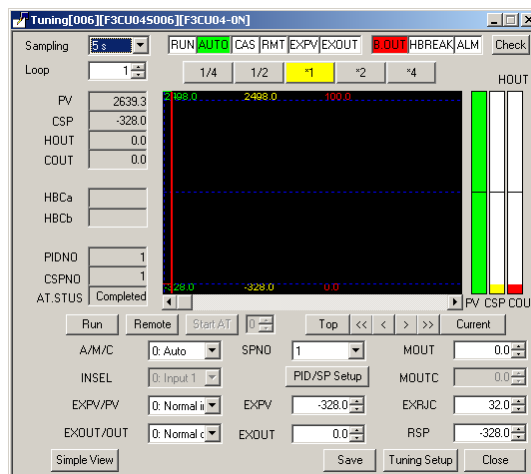 Tuning[006][F3CU04S006][F3CU04-0N]
Sampling 5 s RUN AUTO CAS RMT EXPV EXOUT B.OUT HBREAK ALM Check
Loop 1 1/4 1/2 *1 *2 *4 HOUT
2498.0 2498.0 100.0
PV 2639.3
CSP -328.0
HOUT 0.0
COUT 0.0
HBCa
HBCb
PIDNO 1
CSPNO 1
AT.STUS Completed
-328.0 -328.0 0.0
PV CSP COU
Run Remote Start AT 0 Top << < > >> Current
A/M/C 0: Auto SPNO 1 MOUT 0.0
INSEL 0: Input 1 PID/SP Setup MOUTC 0.0
EXPV/PV 0: Normal i EXPV -328.0 EXRJC 32.0
EXOUT/OUT 0: Normal c EXOUT 0.0 RSP -328.0
Simple View Save Tuning Setup Close